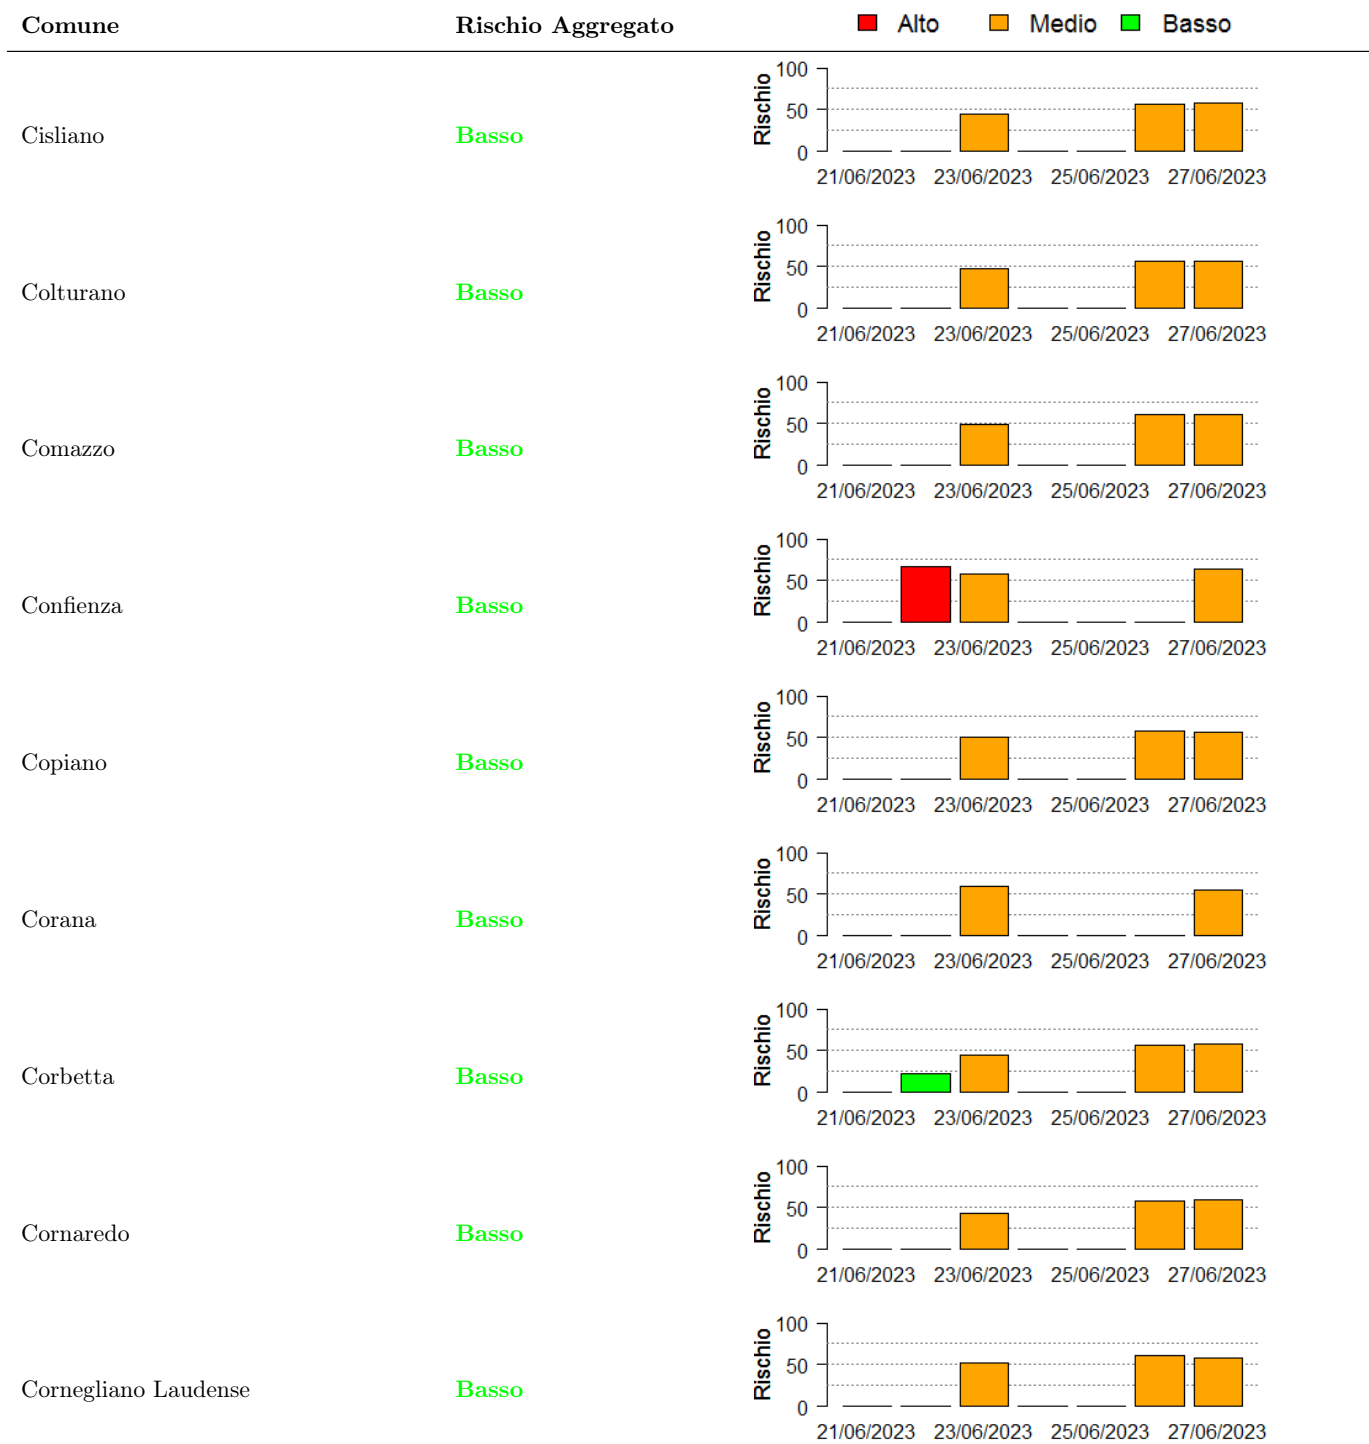 Comune Rischio Aggregato Alto Medio Basso
100
50
0
Rischio
Cisliano Basso
21/06/2023 23/06/2023 25/06/2023 27/06/2023
100
50
0
Rischio
Colturano Basso
21/06/2023 23/06/2023 25/06/2023 27/06/2023
100
50
0
Rischio
Comazzo Basso
21/06/2023 23/06/2023 25/06/2023 27/06/2023
100
50
0
Rischio
Confienza Basso
21/06/2023 23/06/2023 25/06/2023 27/06/2023
100
50
0
Rischio
Copiano Basso
21/06/2023 23/06/2023 25/06/2023 27/06/2023
100
50
0
Rischio
Corana Basso
21/06/2023 23/06/2023 25/06/2023 27/06/2023
100
50
0
Rischio
Corbetta Basso
21/06/2023 23/06/2023 25/06/2023 27/06/2023
100
50
0
Rischio
Cornaredo Basso
21/06/2023 23/06/2023 25/06/2023 27/06/2023
100
50
0
Rischio
Cornegliano Laudense Basso
21/06/2023 23/06/2023 25/06/2023 27/06/2023